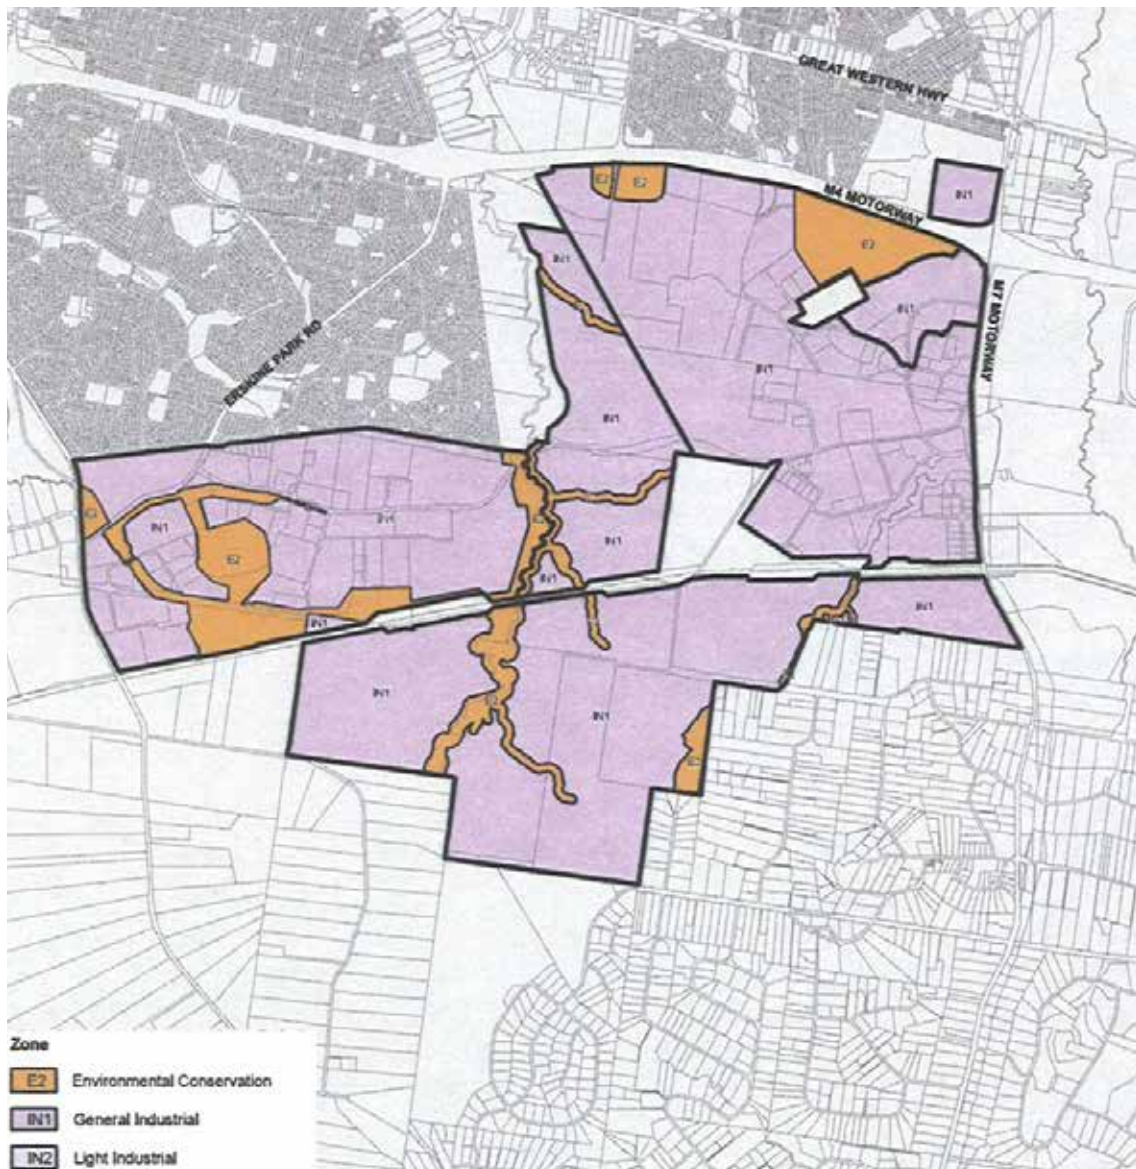 GREAT WESTERN HWY
E2
E2
M4 MOTORWAY
IN1
E2
IN1
M7 MOTORWAY
IN1
ERSKINE PARK RD
IN1
IN1
IN1
IN1
E2
IN1
IN1
IN1
IN1
IN1
IN1
Zone
E2 Environmental Conservation
IN1 General Industrial
IN2 Light Industrial